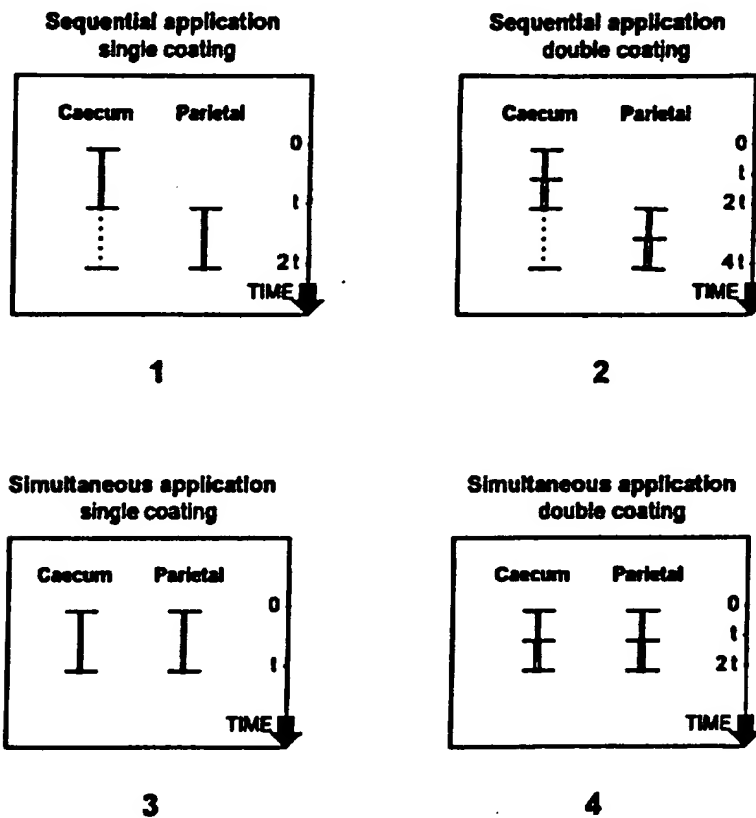 Sequential application
single coating
Caecum Parietal
0
t
2t
TIME
1
Sequential application
double coating
Caecum Parietal
0
t
2t
4t
TIME
2
Simultaneous application
single coating
Caecum Parietal
0
t
TIME
3
Simultaneous application
double coating
Caecum Parietal
0
t
2t
TIME
4